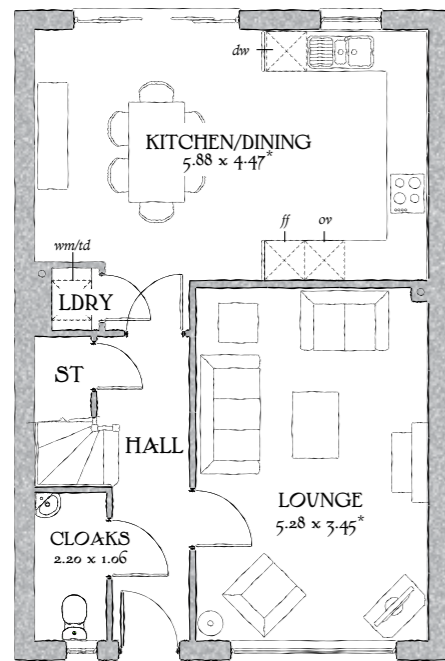 dw
KITCHEN/DINING
5.88 x 4.47*
ff
ov
wm/td
LDRY
ST
HALL
LOUNGE
5.28 x 3.45*
CLOAKS
2.20 x 1.06